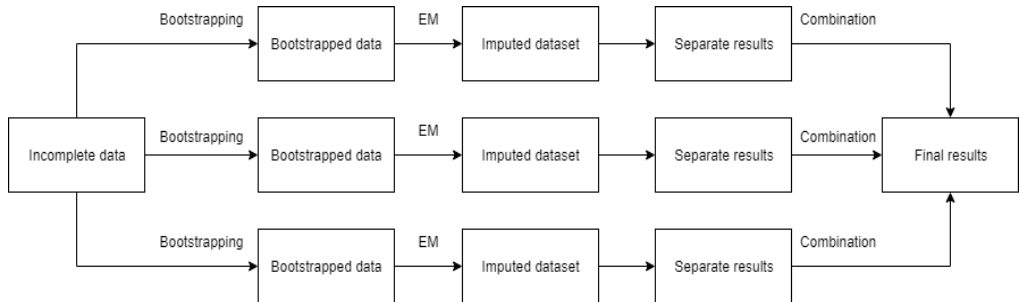 Bootstrapping EM Combination
Bootstrapped data Imputed dataset Separate results
Bootstrapping EM Combination
Incomplete data Bootstrapped data Imputed dataset Separate results Final results
Bootstrapping EM Combination
Bootstrapped data Imputed dataset Separate results